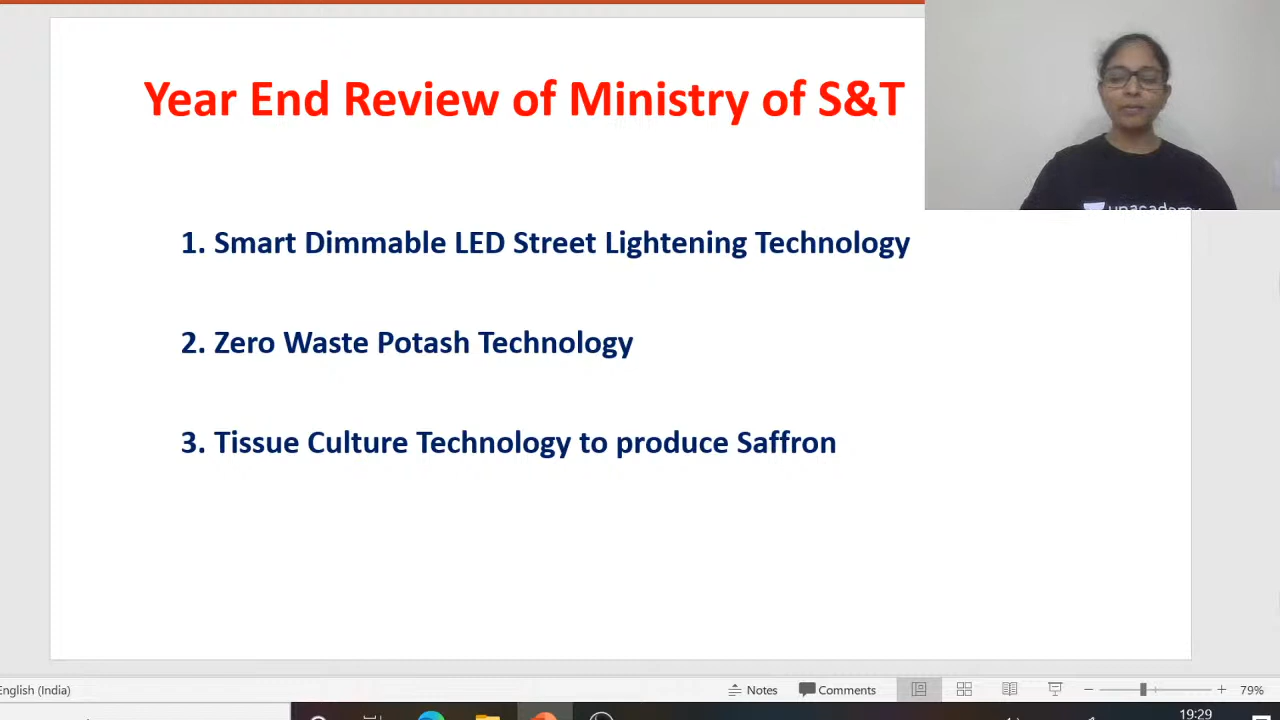 Year End Review of Ministry of S&T
unacademy
1. Smart Dimmable LED Street Lightening Technology
2. Zero Waste Potash Technology
3. Tissue Culture Technology to produce Saffron
English (India)
Notes
Comments
79%
19:29